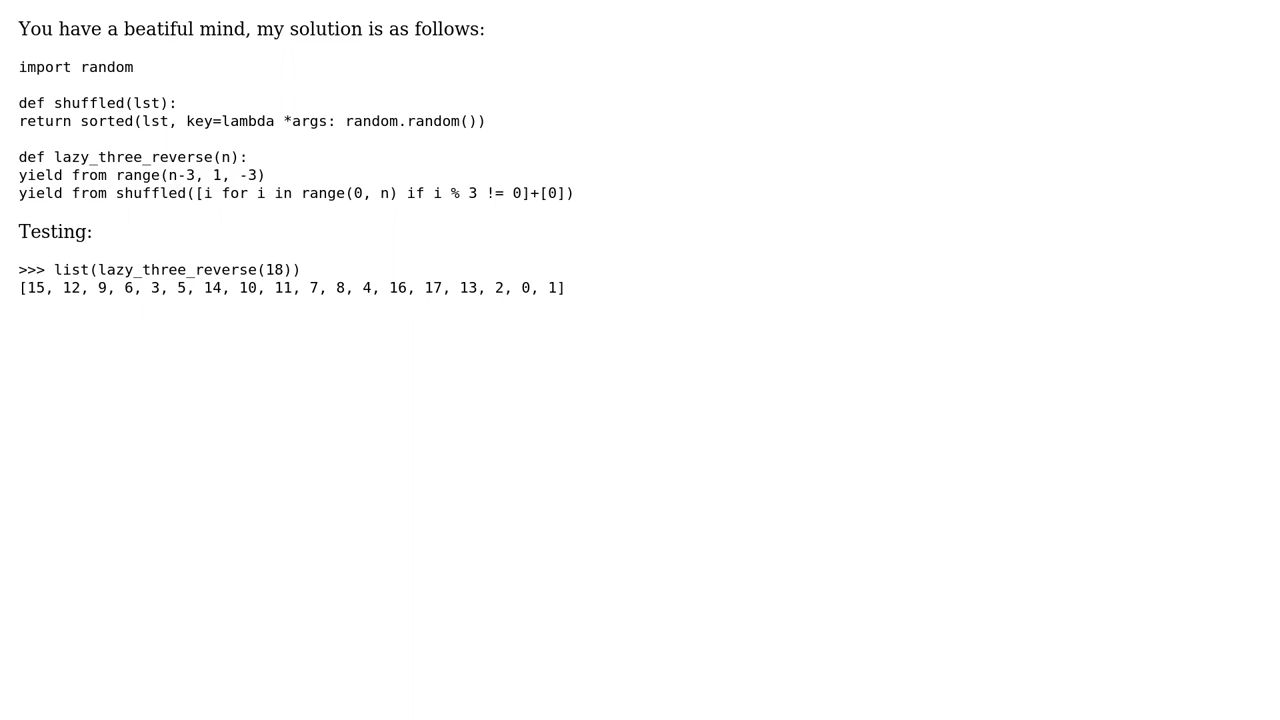 You have a beatiful mind, my solution is as follows:
import random
def shuffled(lst):
return sorted(lst, key=lambda *args: random.random())
def lazy_three_reverse(n):
yield from range(n-3, 1, -3)
yield from shuffled([i for i in range(0, n) if i % 3 != 0]+[0])
Testing:
>>> list(lazy_three_reverse(18))
[15, 12, 9, 6, 3, 5, 14, 10, 11, 7, 8, 4, 16, 17, 13, 2, 0, 1]